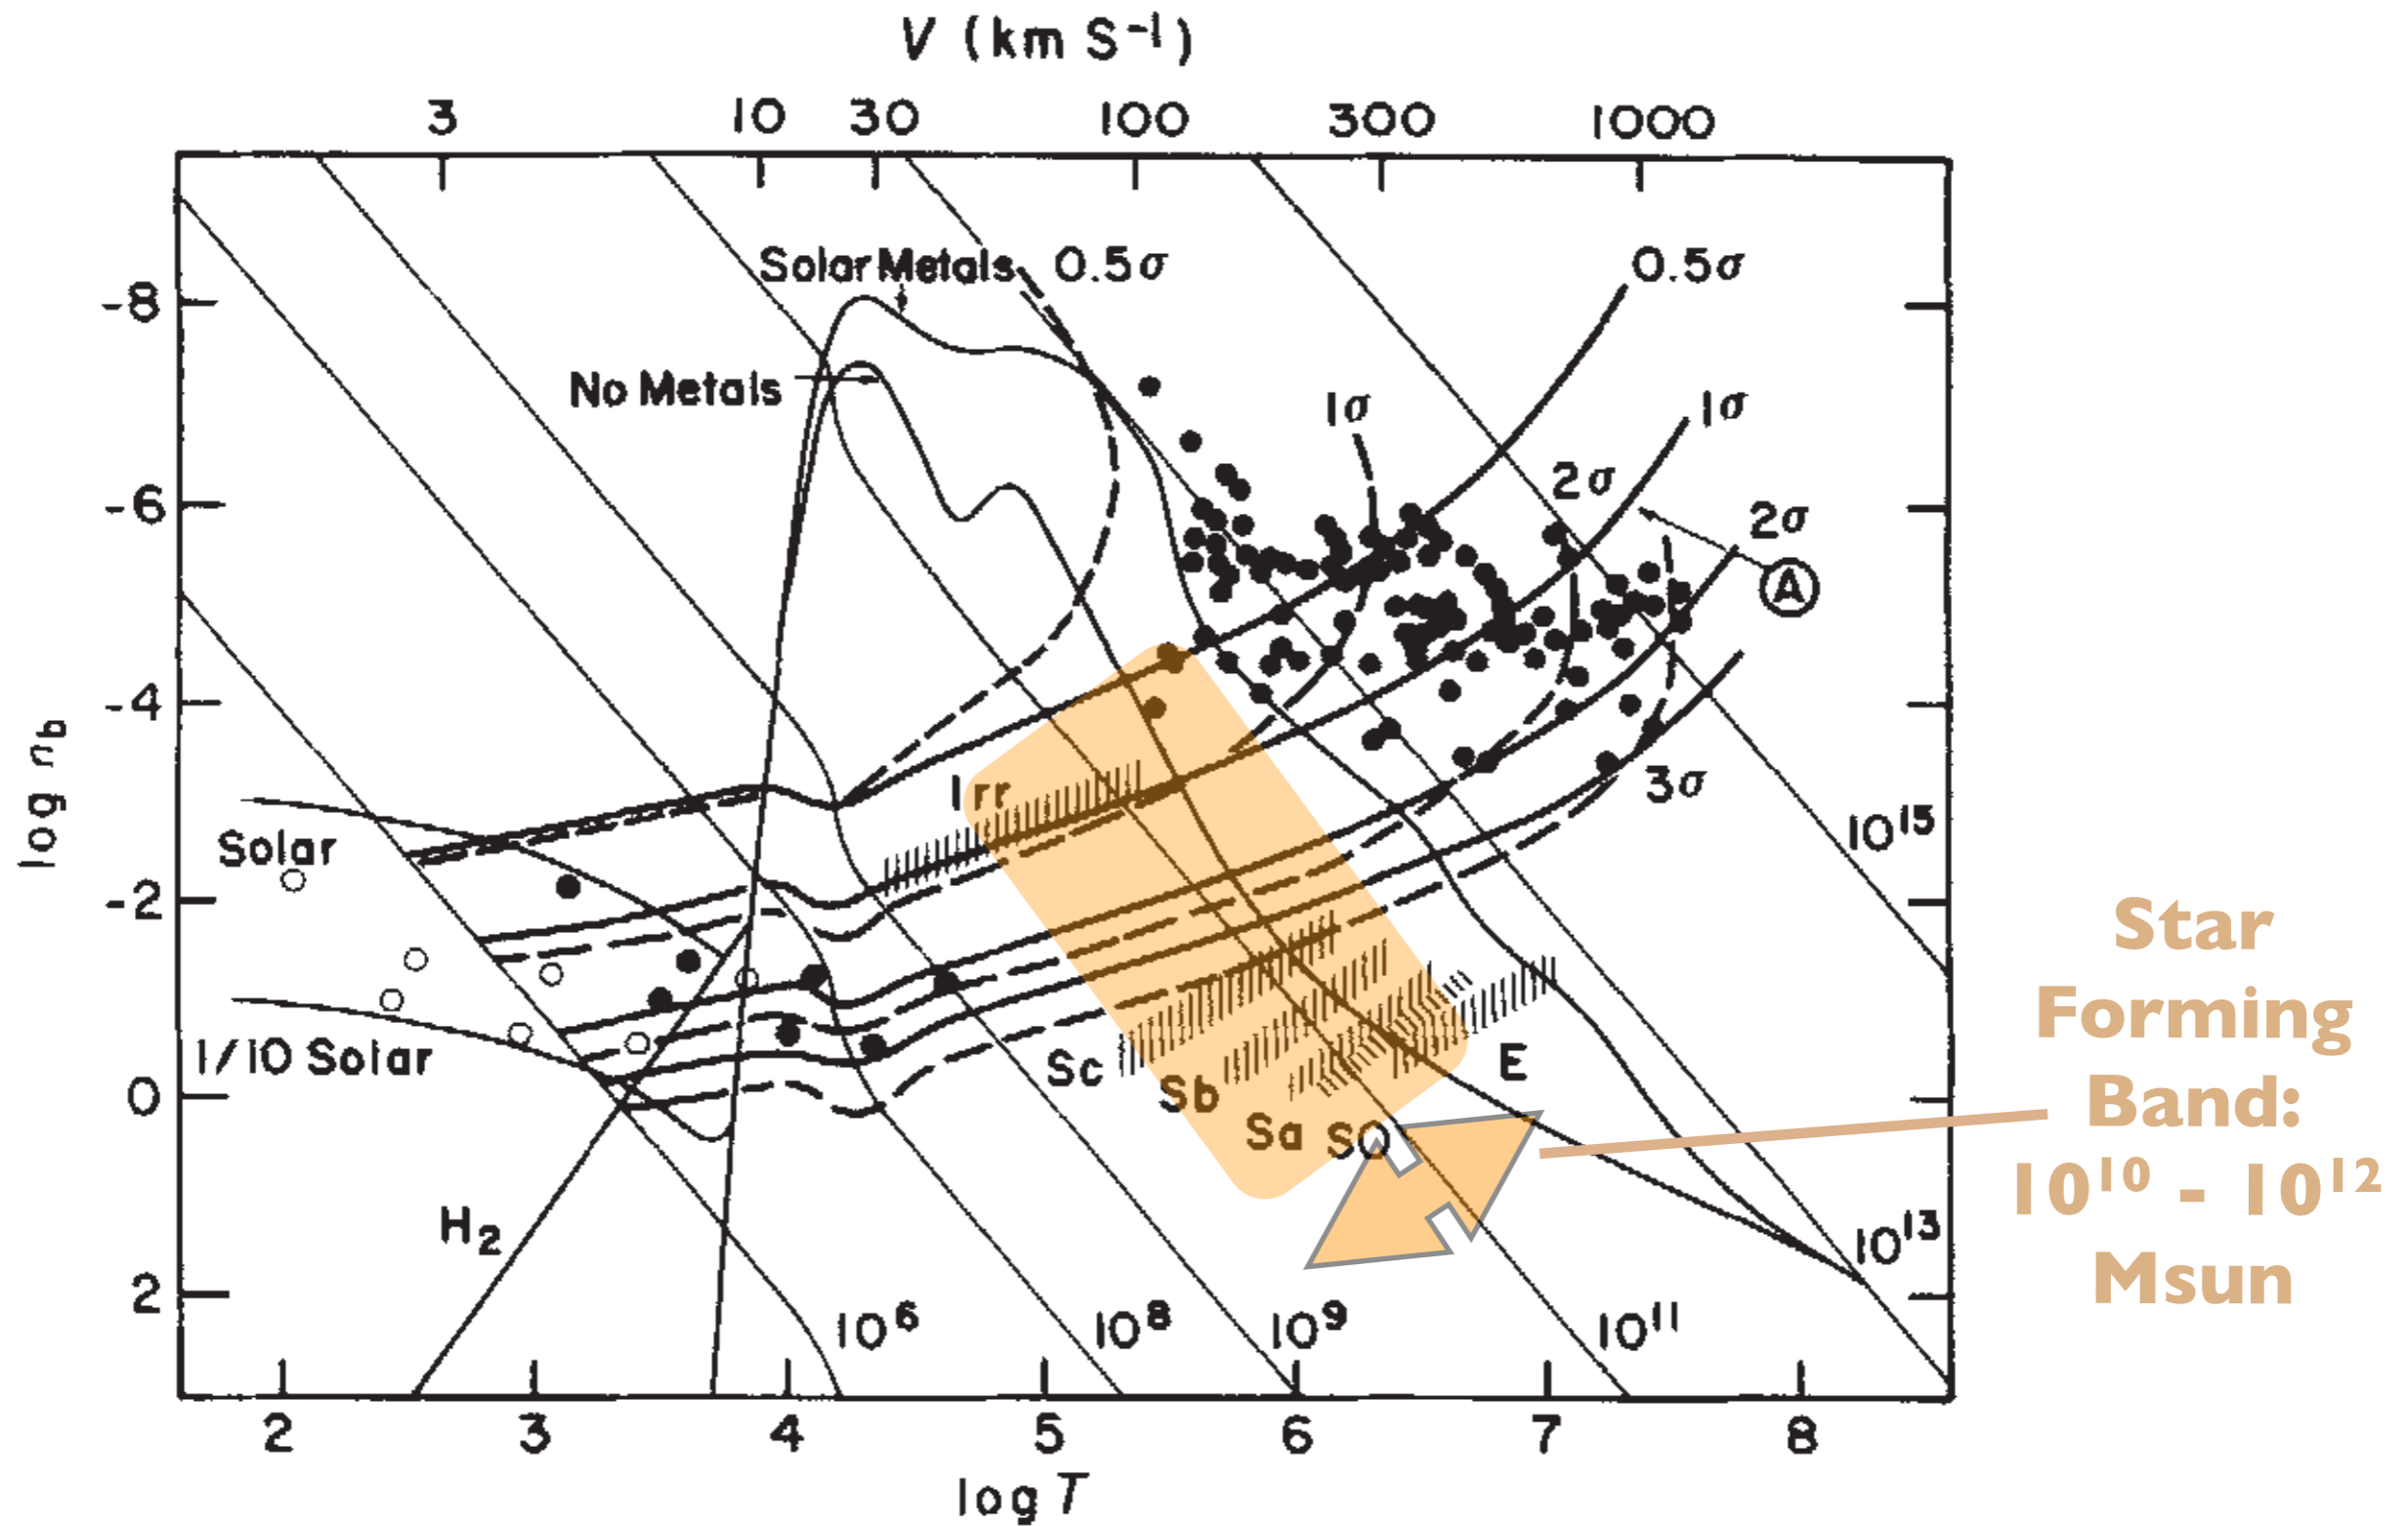 V (km S⁻¹)
3 10 30 100 300 1000
Solar Metals 0.5σ 0.5σ
-8
No Metals
1σ 1σ
2σ
-6
2σ
A
-4
log n_b
Irr
3σ
Solar
10¹⁵
-2
1/10 Solar
Sc
Sb
E
0
Sa SO
H₂
10¹³
2
10⁶ 10⁸ 10⁹ 10¹¹
2 3 4 5 6 7 8
log T
Star
Forming
Band:
10¹⁰ - 10¹²
Msun